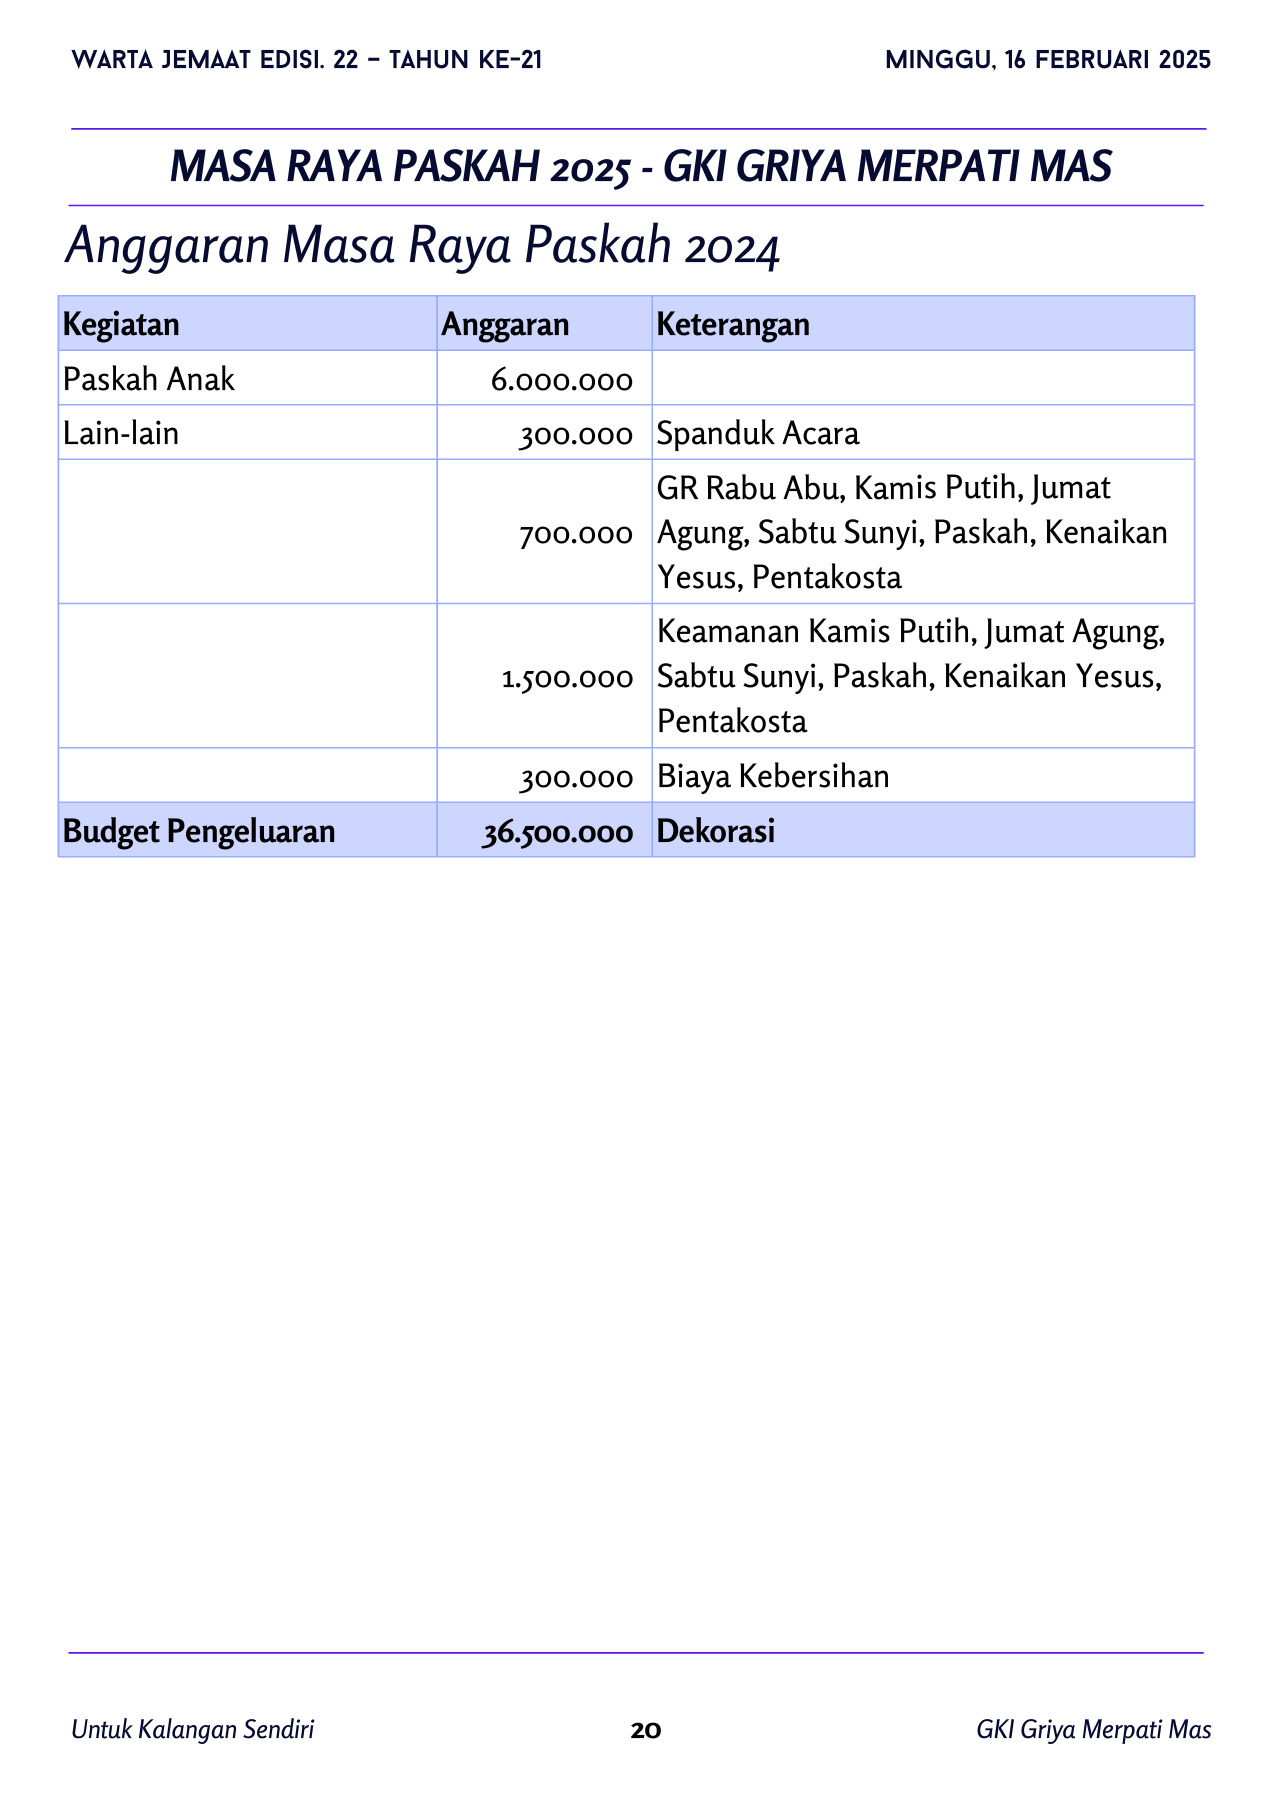 WARTA JEMAAT EDISI. 22 – TAHUN KE-21 MINGGU, 16 FEBRUARI 2025
MASA RAYA PASKAH 2025 - GKI GRIYA MERPATI MAS
Anggaran Masa Raya Paskah 2024
Kegiatan Anggaran Keterangan
Paskah Anak 6.000.000
Lain-lain 300.000 Spanduk Acara
GR Rabu Abu, Kamis Putih, Jumat
700.000 Agung, Sabtu Sunyi, Paskah, Kenaikan
Yesus, Pentakosta
Keamanan Kamis Putih, Jumat Agung,
1.500.000 Sabtu Sunyi, Paskah, Kenaikan Yesus,
Pentakosta
300.000 Biaya Kebersihan
Budget Pengeluaran 36.500.000 Dekorasi
Untuk Kalangan Sendiri 20 GKI Griya Merpati Mas